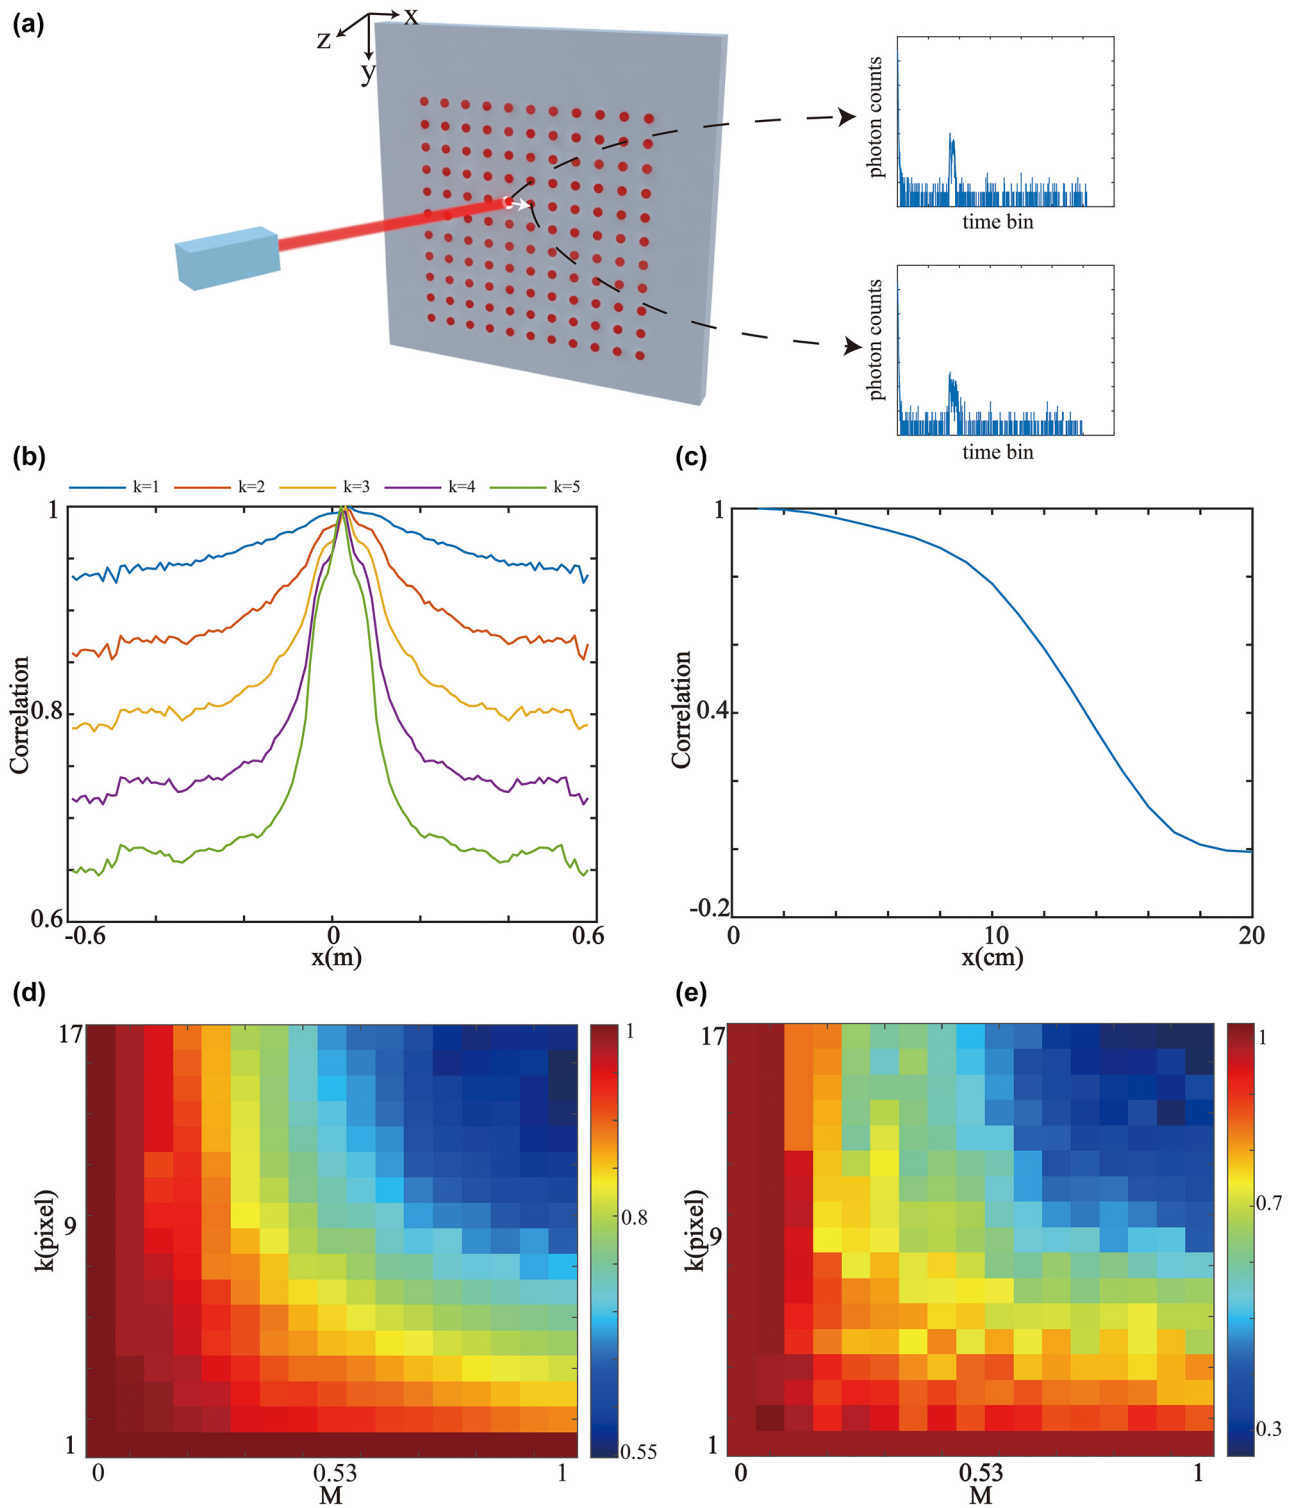 (a)
x
z
y
photon counts
time bin
photon counts
time bin
(b)
k=1 k=2 k=3 k=4 k=5
1
0.8
0.6
Correlation
-0.6 0 0.6
x(m)
(c)
1
0.4
-0.2
Correlation
0 10 20
x(cm)
(d)
17
9
1
k(pixel)
0 0.53 1
M
1
0.8
0.55
(e)
17
9
1
k(pixel)
0 0.53 1
M
1
0.7
0.3